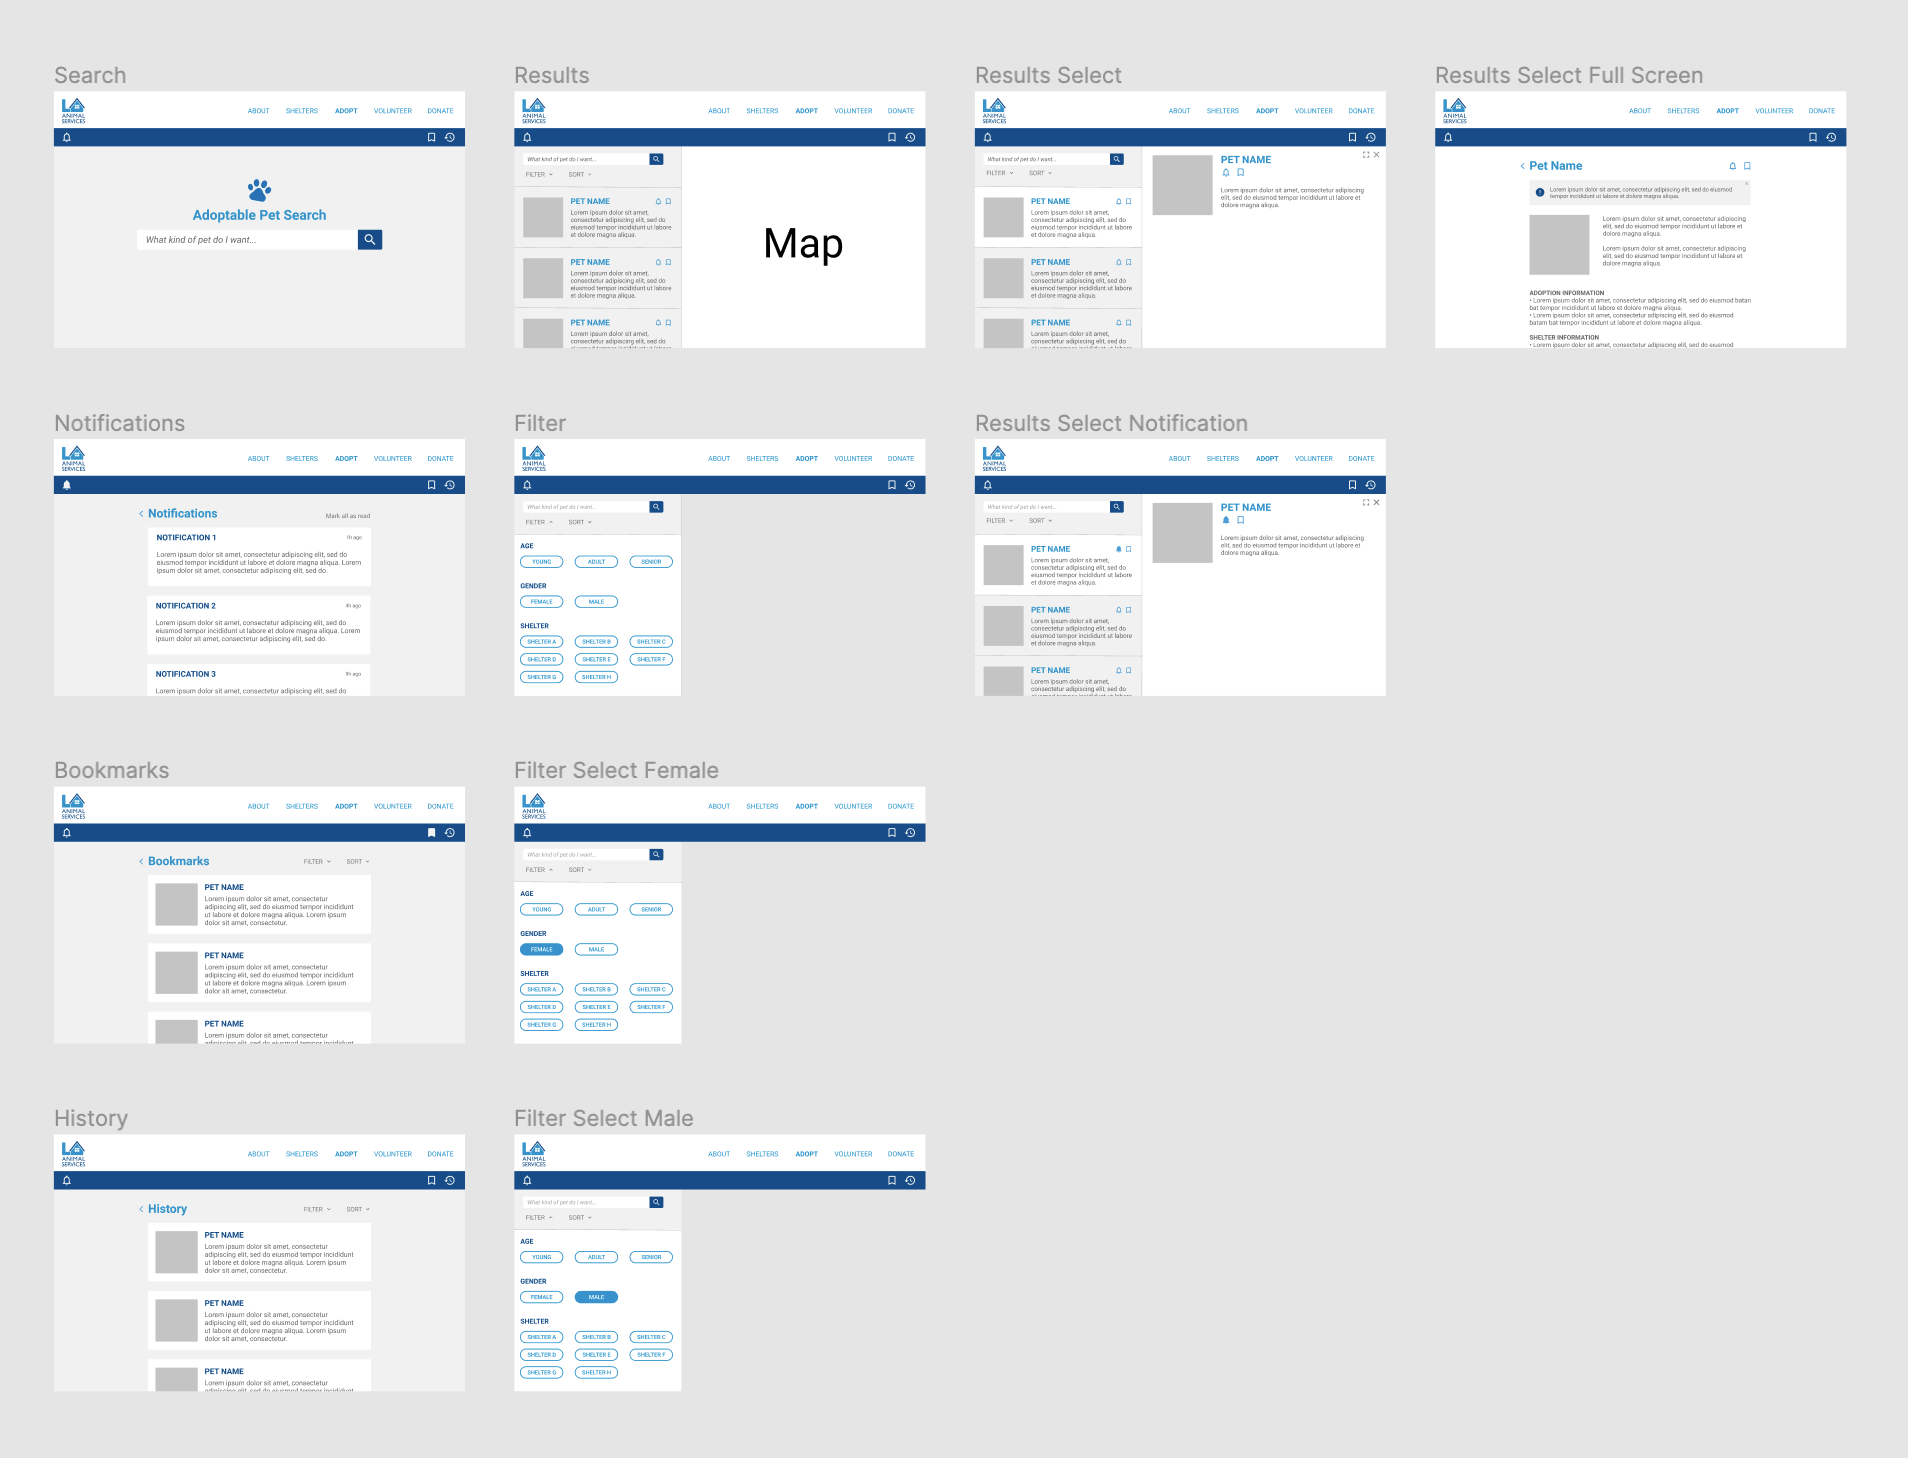 Search
LA
ANIMAL
SERVICES
ABOUT SHELTERS ADOPT VOLUNTEER DONATE
Adoptable Pet Search
What kind of pet do I want...
Results
LA
ANIMAL
SERVICES
ABOUT SHELTERS ADOPT VOLUNTEER DONATE
What kind of pet do I want...
FILTER SORT
PET NAME
Lorem ipsum dolor sit amet,
consectetur adipiscing elit, sed do
eiusmod tempor incididunt ut labore
et dolore magna aliqua.
PET NAME
Lorem ipsum dolor sit amet,
consectetur adipiscing elit, sed do
eiusmod tempor incididunt ut labore
et dolore magna aliqua.
PET NAME
Lorem ipsum dolor sit amet,
consectetur adipiscing elit, sed do
eiusmod tempor incididunt ut labore
Map
Results Select
LA
ANIMAL
SERVICES
ABOUT SHELTERS ADOPT VOLUNTEER DONATE
What kind of pet do I want...
FILTER SORT
PET NAME
Lorem ipsum dolor sit amet,
consectetur adipiscing elit, sed do
eiusmod tempor incididunt ut labore
et dolore magna aliqua.
PET NAME
Lorem ipsum dolor sit amet,
consectetur adipiscing elit, sed do
eiusmod tempor incididunt ut labore
et dolore magna aliqua.
PET NAME
Lorem ipsum dolor sit amet,
consectetur adipiscing elit, sed do
eiusmod tempor incididunt ut labore
PET NAME
Lorem ipsum dolor sit amet, consectetur adipiscing
elit, sed do eiusmod tempor incididunt ut labore et
dolore magna aliqua.
Results Select Full Screen
LA
ANIMAL
SERVICES
ABOUT SHELTERS ADOPT VOLUNTEER DONATE
Pet Name
Lorem ipsum dolor sit amet, consectetur adipiscing elit, sed do eiusmod
tempor incididunt ut labore et dolore magna aliqua.
Lorem ipsum dolor sit amet, consectetur adipiscing
elit, sed do eiusmod tempor incididunt ut labore et
dolore magna aliqua.
Lorem ipsum dolor sit amet, consectetur adipiscing
elit, sed do eiusmod tempor incididunt ut labore et
dolore magna aliqua.
ADOPTION INFORMATION
• Lorem ipsum dolor sit amet, consectetur adipiscing elit, sed do eiusmod batan
bat tempor incididunt ut labore et dolore magna aliqua.
• Lorem ipsum dolor sit amet, consectetur adipiscing elit, sed do eiusmod
batam bat tempor incididunt ut labore et dolore magna aliqua.
SHELTER INFORMATION
• Lorem ipsum dolor sit amet, consectetur adipiscing elit, sed do eiusmod
Notifications
LA
ANIMAL
SERVICES
ABOUT SHELTERS ADOPT VOLUNTEER DONATE
Notifications
Mark all as read
NOTIFICATION 1
1h ago
Lorem ipsum dolor sit amet, consectetur adipiscing elit, sed do
eiusmod tempor incididunt ut labore et dolore magna aliqua. Lorem
ipsum dolor sit amet, consectetur adipiscing elit, sed do.
NOTIFICATION 2
4h ago
Lorem ipsum dolor sit amet, consectetur adipiscing elit, sed do
eiusmod tempor incididunt ut labore et dolore magna aliqua. Lorem
ipsum dolor sit amet, consectetur adipiscing elit, sed do.
NOTIFICATION 3
9h ago
Lorem ipsum dolor sit amet, consectetur adipiscing elit, sed do
Filter
LA
ANIMAL
SERVICES
ABOUT SHELTERS ADOPT VOLUNTEER DONATE
What kind of pet do I want...
FILTER SORT
AGE
YOUNG ADULT SENIOR
GENDER
FEMALE MALE
SHELTER
SHELTER A SHELTER B SHELTER C
SHELTER D SHELTER E SHELTER F
SHELTER G SHELTER H
Results Select Notification
LA
ANIMAL
SERVICES
ABOUT SHELTERS ADOPT VOLUNTEER DONATE
What kind of pet do I want...
FILTER SORT
PET NAME
Lorem ipsum dolor sit amet,
consectetur adipiscing elit, sed do
eiusmod tempor incididunt ut labore
et dolore magna aliqua.
PET NAME
Lorem ipsum dolor sit amet,
consectetur adipiscing elit, sed do
eiusmod tempor incididunt ut labore
et dolore magna aliqua.
PET NAME
Lorem ipsum dolor sit amet,
consectetur adipiscing elit, sed do
eiusmod tempor incididunt ut labore
PET NAME
Lorem ipsum dolor sit amet, consectetur adipiscing
elit, sed do eiusmod tempor incididunt ut labore et
dolore magna aliqua.
Bookmarks
LA
ANIMAL
SERVICES
ABOUT SHELTERS ADOPT VOLUNTEER DONATE
Bookmarks
FILTER SORT
PET NAME
Lorem ipsum dolor sit amet, consectetur
adipiscing elit, sed do eiusmod tempor incididunt
ut labore et dolore magna aliqua. Lorem ipsum
dolor sit amet, consectetur.
PET NAME
Lorem ipsum dolor sit amet, consectetur
adipiscing elit, sed do eiusmod tempor incididunt
ut labore et dolore magna aliqua. Lorem ipsum
dolor sit amet, consectetur.
PET NAME
Lorem ipsum dolor sit amet, consectetur
adipiscing elit, sed do eiusmod tempor incididunt
Filter Select Female
LA
ANIMAL
SERVICES
ABOUT SHELTERS ADOPT VOLUNTEER DONATE
What kind of pet do I want...
FILTER SORT
AGE
YOUNG ADULT SENIOR
GENDER
FEMALE MALE
SHELTER
SHELTER A SHELTER B SHELTER C
SHELTER D SHELTER E SHELTER F
SHELTER G SHELTER H
History
LA
ANIMAL
SERVICES
ABOUT SHELTERS ADOPT VOLUNTEER DONATE
History
FILTER SORT
PET NAME
Lorem ipsum dolor sit amet, consectetur
adipiscing elit, sed do eiusmod tempor incididunt
ut labore et dolore magna aliqua. Lorem ipsum
dolor sit amet, consectetur.
PET NAME
Lorem ipsum dolor sit amet, consectetur
adipiscing elit, sed do eiusmod tempor incididunt
ut labore et dolore magna aliqua. Lorem ipsum
dolor sit amet, consectetur.
PET NAME
Lorem ipsum dolor sit amet, consectetur
adipiscing elit, sed do eiusmod tempor incididunt
Filter Select Male
LA
ANIMAL
SERVICES
ABOUT SHELTERS ADOPT VOLUNTEER DONATE
What kind of pet do I want...
FILTER SORT
AGE
YOUNG ADULT SENIOR
GENDER
FEMALE MALE
SHELTER
SHELTER A SHELTER B SHELTER C
SHELTER D SHELTER E SHELTER F
SHELTER G SHELTER H